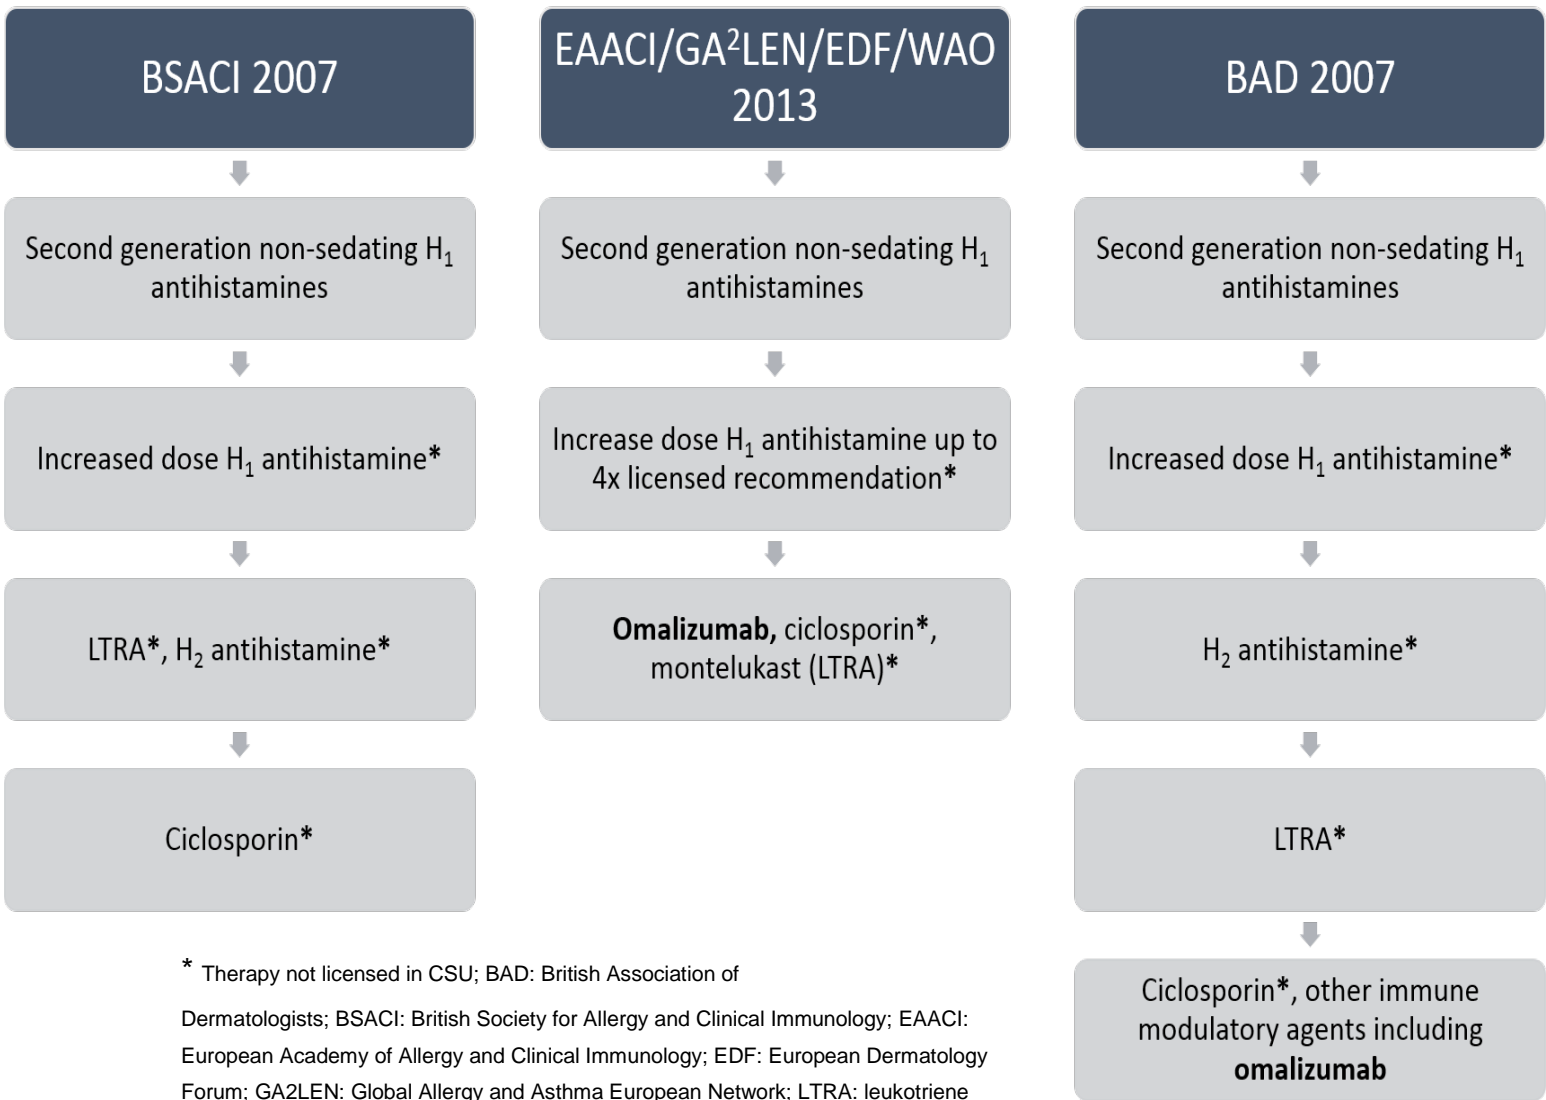 BSACI 2007
Second generation non-sedating H₁
antihistamines
Increased dose H₁ antihistamine*
LTRA*, H₂ antihistamine*
Ciclosporin*
EAACI/GA²LEN/EDF/WAO
2013
Second generation non-sedating H₁
antihistamines
Increase dose H₁ antihistamine up to
4x licensed recommendation*
Omalizumab, ciclosporin*,
montelukast (LTRA)*
BAD 2007
Second generation non-sedating H₁
antihistamines
Increased dose H₁ antihistamine*
H₂ antihistamine*
LTRA*
Ciclosporin*, other immune
modulatory agents including
omalizumab
* Therapy not licensed in CSU; BAD: British Association of
Dermatologists; BSACI: British Society for Allergy and Clinical Immunology; EAACI:
European Academy of Allergy and Clinical Immunology; EDF: European Dermatology
Forum; GA2LEN: Global Allergy and Asthma European Network; LTRA: leukotriene